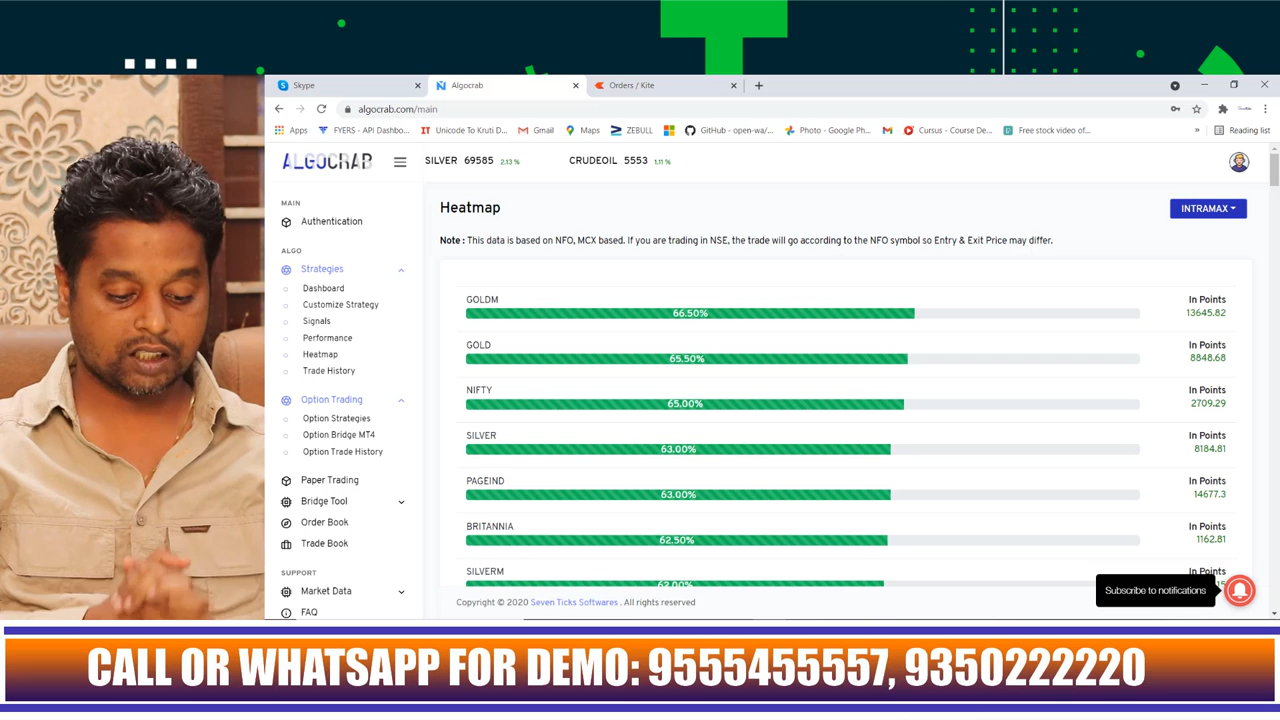 Skype
Algocrab
Orders / Kite
algocrab.com/main
Apps
FYERS - API Dashbo...
Unicode To Kruti D...
Gmail
Maps
ZEBULL
GitHub - open-wa/...
Photo - Google Ph...
Cursus - Course De...
Free stock video of...
»
Reading list
ALGOCRAB
SILVER 69585 2.13 %
CRUDEOIL 5553 1.11 %
MAIN
Authentication
ALGO
Strategies
Dashboard
Customize Strategy
Signals
Performance
Heatmap
Trade History
Option Trading
Option Strategies
Option Bridge MT4
Option Trade History
Paper Trading
Bridge Tool
Order Book
Trade Book
SUPPORT
Market Data
FAQ
Heatmap
INTRAMAX
Note : This data is based on NFO, MCX based. If you are trading in NSE, the trade will go according to the NFO symbol so Entry & Exit Price may differ.
GOLDM
In Points
66.50%
13645.82
GOLD
In Points
65.50%
8848.68
NIFTY
In Points
65.00%
2709.29
SILVER
In Points
63.00%
8184.81
PAGEIND
In Points
63.00%
14677.3
BRITANNIA
In Points
62.50%
1162.81
SILVERM
In Points
62.00%
Subscribe to notifications
Copyright © 2020 Seven Ticks Softwares . All rights reserved
CALL OR WHATSAPP FOR DEMO: 9555455557, 9350222220